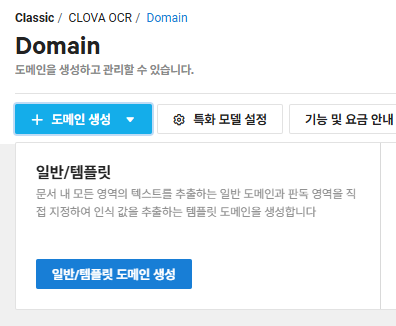 Classic / CLOVA OCR / Domain
Domain
도메인을 생성하고 관리할 수 있습니다.
+ 도메인 생성
특화 모델 설정
기능 및 요금 안내
일반/템플릿
문서 내 모든 영역의 텍스트를 추출하는 일반 도메인과 판독 영역을 직
접 지정하여 인식 값을 추출하는 템플릿 도메인을 생성합니다
일반/템플릿 도메인 생성